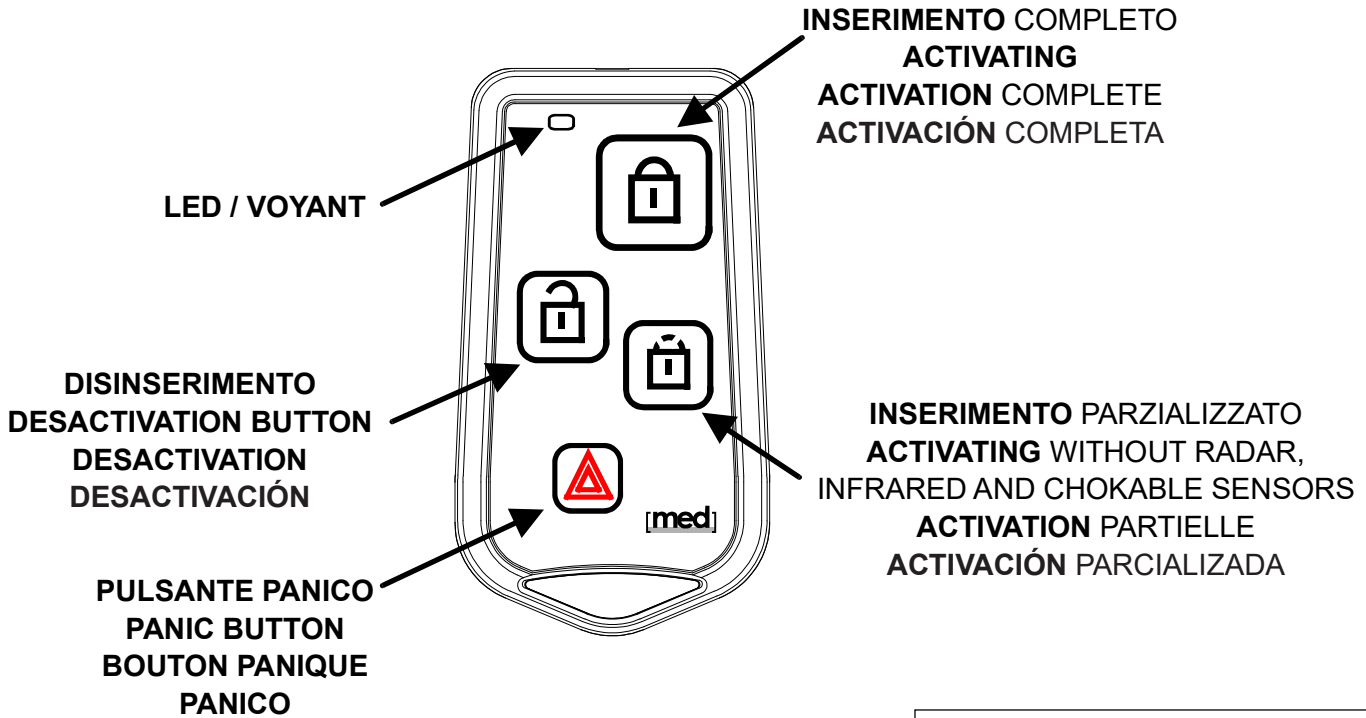 INSERIMENTO COMPLETO
ACTIVATING
ACTIVATION COMPLETE
ACTIVACIÓN COMPLETA
LED / VOYANT
DISINSERIMENTO
DESACTIVATION BUTTON
DESACTIVATION
DESACTIVACIÓN
INSERIMENTO PARZIALIZZATO
ACTIVATING WITHOUT RADAR,
INFRARED AND CHOKABLE SENSORS
ACTIVATION PARTIELLE
ACTIVACIÓN PARCIALIZADA
[med]
PULSANTE PANICO
PANIC BUTTON
BOUTON PANIQUE
PANICO